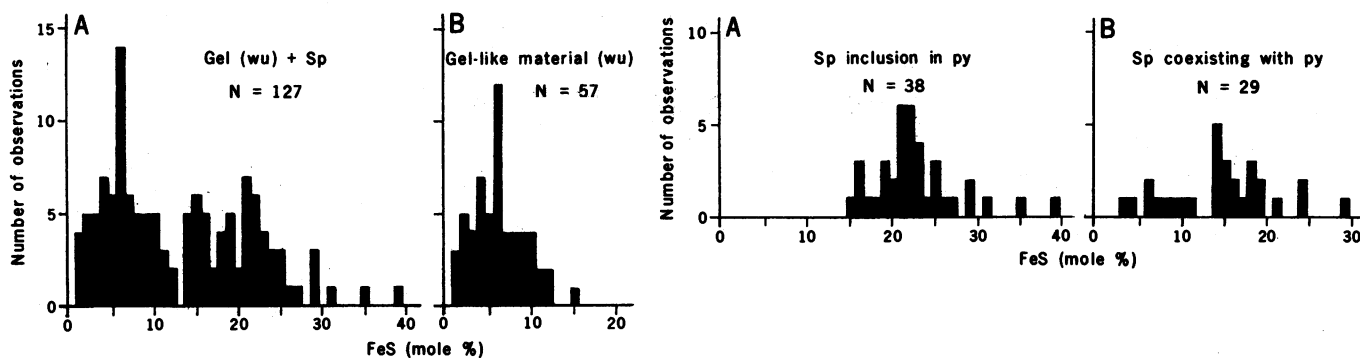 A
Gel (wu) + Sp
N = 127
Number of observations
15
10
5
0
0 10 20 30 40
B
Gel-like material (wu)
N = 57
0 10 20
FeS (mole %)
A
Sp inclusion in py
N = 38
Number of observations
10
5
0
0 10 20 30 40
B
Sp coexisting with py
N = 29
0 10 20 30
FeS (mole %)